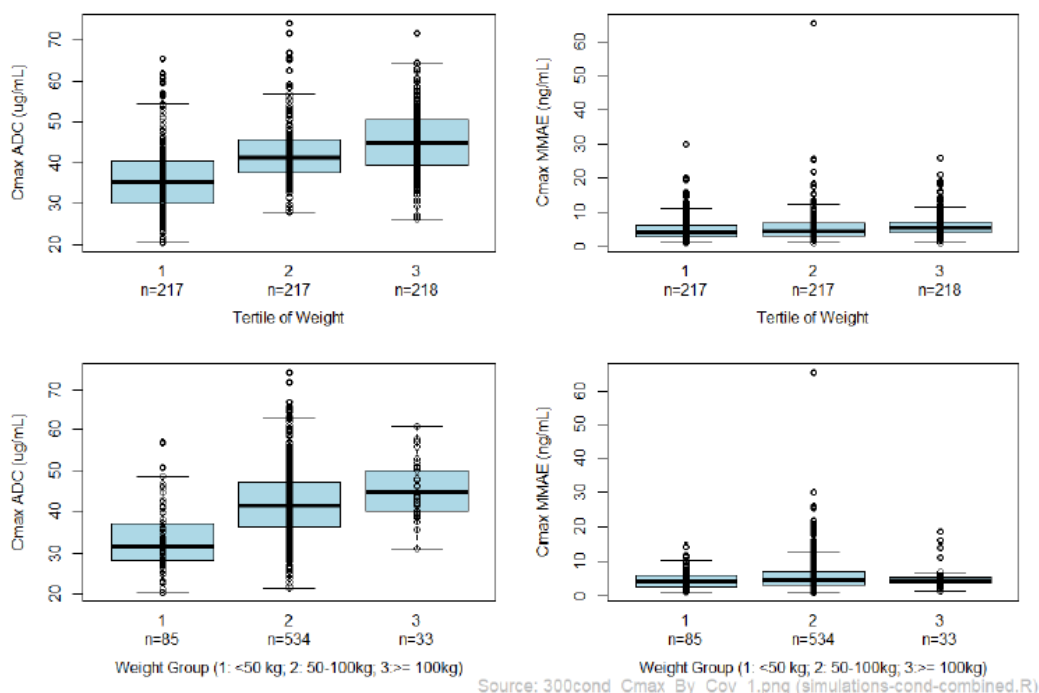 Cmax ADC (ug/mL)
70
60
50
40
30
20
1
2
3
n=217
n=217
n=218
Tertile of Weight
Cmax MMAE (ng/mL)
60
50
40
30
20
10
0
1
2
3
n=217
n=217
n=218
Tertile of Weight
Cmax ADC (ug/mL)
70
60
50
40
30
20
1
2
3
n=85
n=534
n=33
Weight Group (1: <50 kg; 2: 50-100kg; 3:>= 100kg)
Cmax MMAE (ng/mL)
60
50
40
30
20
10
0
1
2
3
n=85
n=534
n=33
Weight Group (1: <50 kg; 2: 50-100kg; 3:>= 100kg)
Source: 300cond_Cmax_By_Cov_1.png (simulations-cond-combined.R)